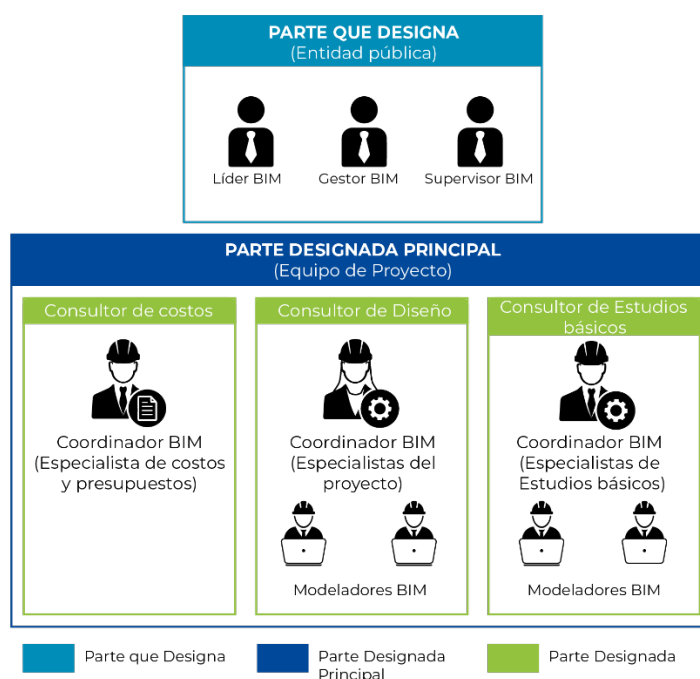 PARTE QUE DESIGNA
(Entidad pública)
Líder BIM
Gestor BIM
Supervisor BIM
PARTE DESIGNADA PRINCIPAL
(Equipo de Proyecto)
Consultor de costos
Coordinador BIM
(Especialista de costos
y presupuestos)
Consultor de Diseño
Coordinador BIM
(Especialistas del
proyecto)
Modeladores BIM
Consultor de Estudios
básicos
Coordinador BIM
(Especialistas de
Estudios básicos)
Modeladores BIM
Parte que Designa
Parte Designada
Principal
Parte Designada